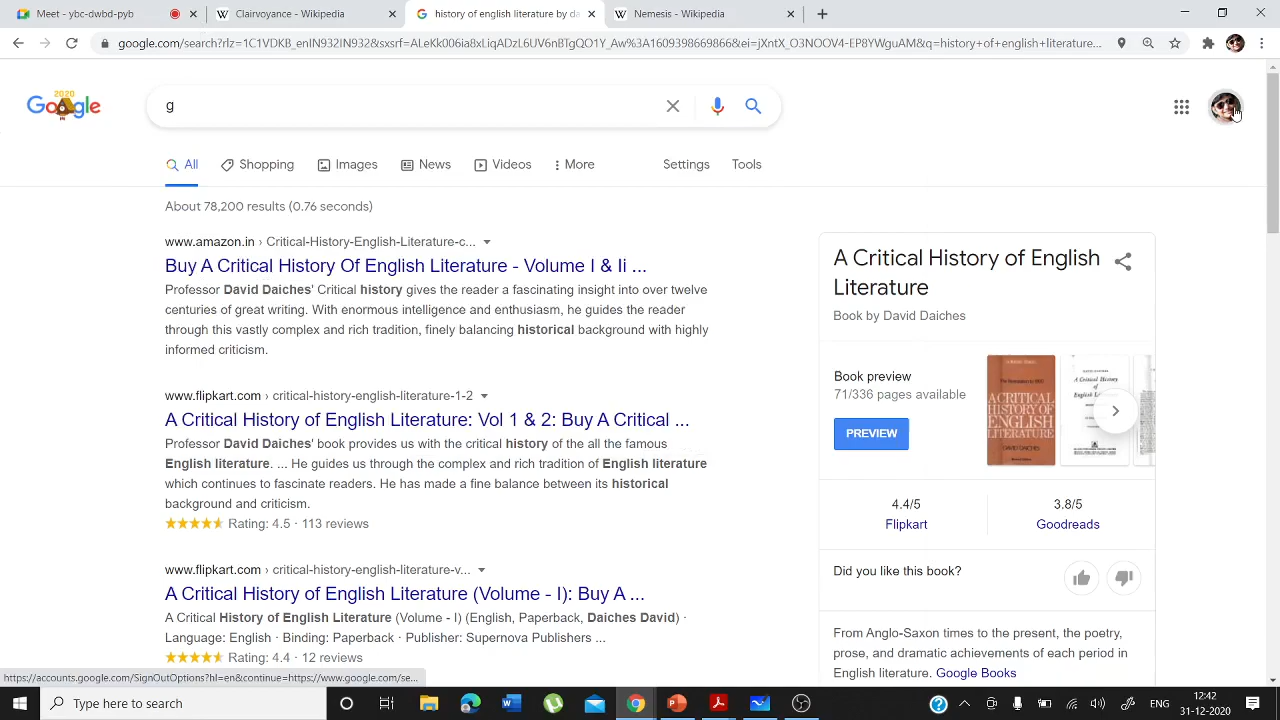 Meet - ybc-dwbd-pyb
Clairvoyance - Wikipedia
history of english literature by da
Nemesis - Wikipedia
google.com/search?rlz=1C1VDKB_enIN932IN932&sxsrf=ALeKk006ia8xLiqADzL6UV6nBTgQO1Y_Aw%3A1609398669866&ei=jXntX_O3NOOV4-EP8YWguAM&q=history+of+english+literature...
2020
Google
g
All
Shopping
Images
News
Videos
More
Settings
Tools
About 78,200 results (0.76 seconds)
www.amazon.in › Critical-History-English-Literature-c...
Buy A Critical History Of English Literature - Volume I & Ii ...
Professor David Daiches' Critical history gives the reader a fascinating insight into over twelve
centuries of great writing. With enormous intelligence and enthusiasm, he guides the reader
through this vastly complex and rich tradition, finely balancing historical background with highly
informed criticism.
www.flipkart.com › critical-history-english-literature-1-2
A Critical History of English Literature: Vol 1 & 2: Buy A Critical ...
Professor David Daiches' book provides us with the critical history of the all the famous
English literature. ... He guides us through the complex and rich tradition of English literature
which continues to fascinate readers. He has made a fine balance between its historical
background and criticism.
Rating: 4.5 · 113 reviews
www.flipkart.com › critical-history-english-literature-v...
A Critical History of English Literature (Volume - I): Buy A ...
A Critical History of English Literature (Volume - I) (English, Paperback, Daiches David) ·
Language: English · Binding: Paperback · Publisher: Supernova Publishers ...
Rating: 4.4 · 12 reviews
A Critical History of English
Literature
Book by David Daiches
Book preview
71/336 pages available
PREVIEW
A CRITICAL
HISTORY OF
ENGLISH
LITERATURE
DAVID DAICHES
4.4/5
Flipkart
3.8/5
Goodreads
Did you like this book?
From Anglo-Saxon times to the present, the poetry,
prose, and dramatic achievements of each period in
English literature. Google Books
https://accounts.google.com/SignOutOptions?hl=en&continue=https://www.google.com/se...
Type here to search
ENG
12:42
31-12-2020